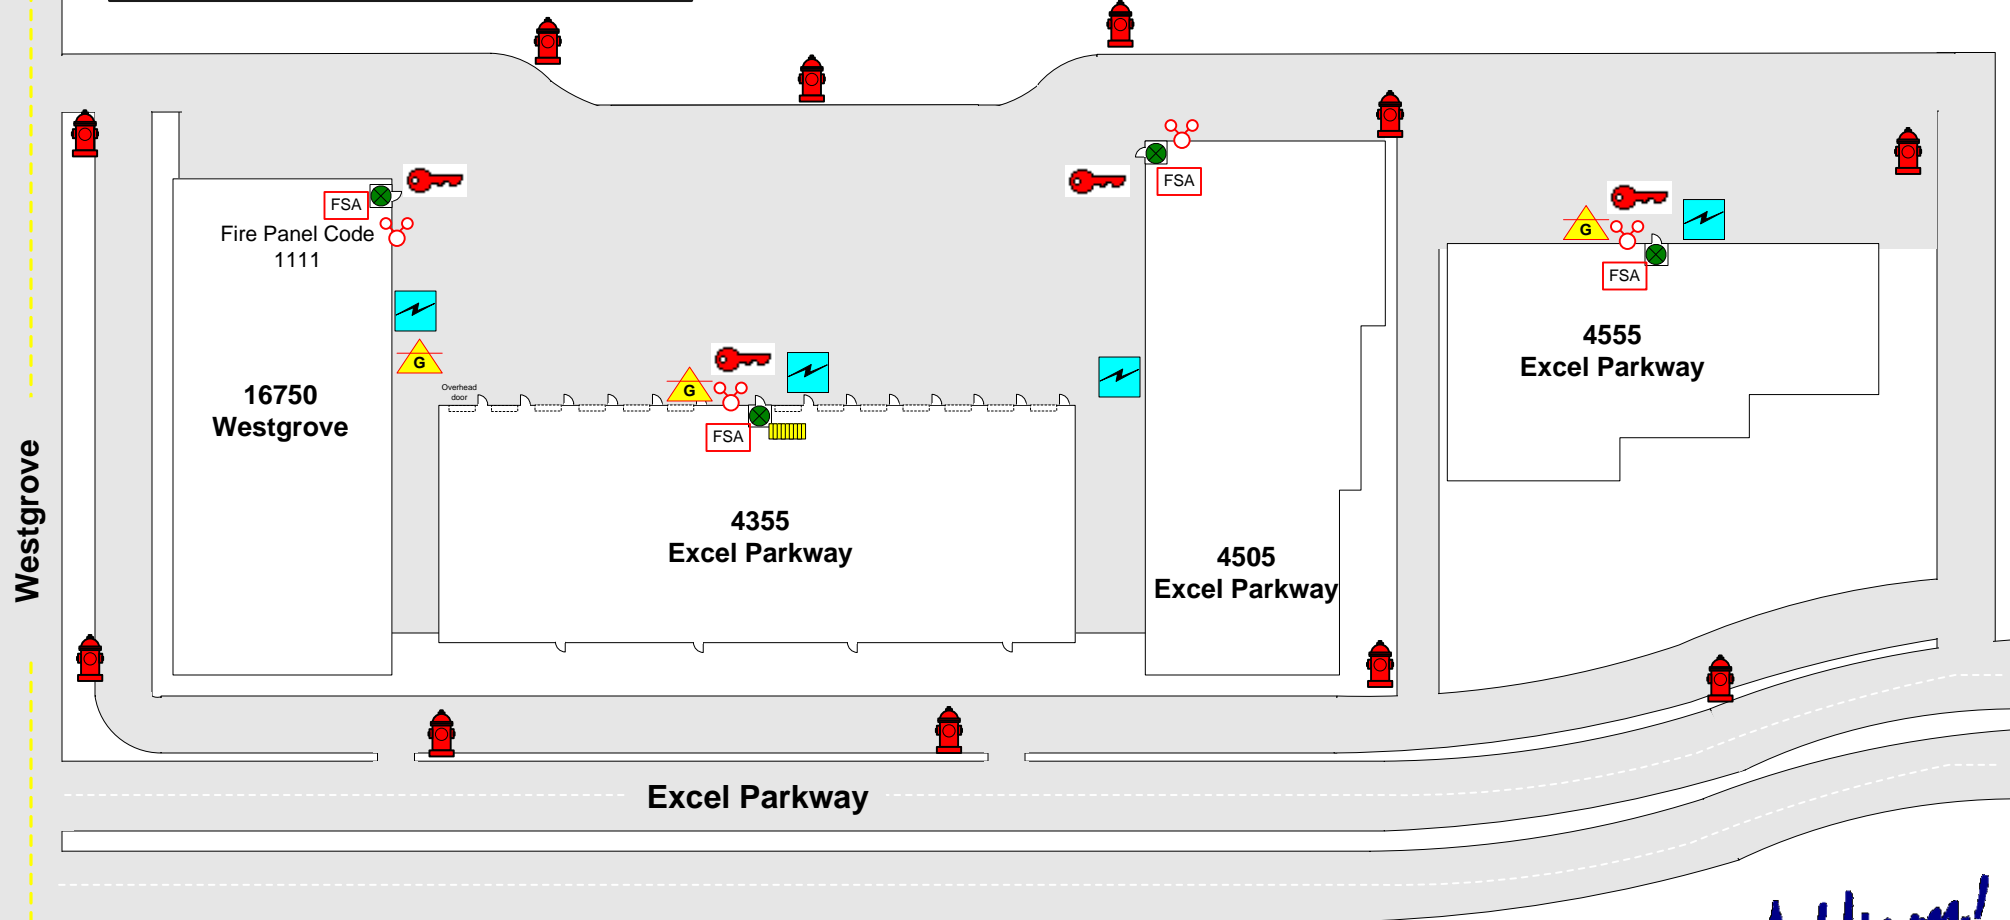 FSA
Fire Panel Code
1111
16750
Westgrove
Westgrove
G
Overhead
door
G
FSA
4355
Excel Parkway
FSA
4505
Excel Parkway
G
FSA
4555
Excel Parkway
Excel Parkway